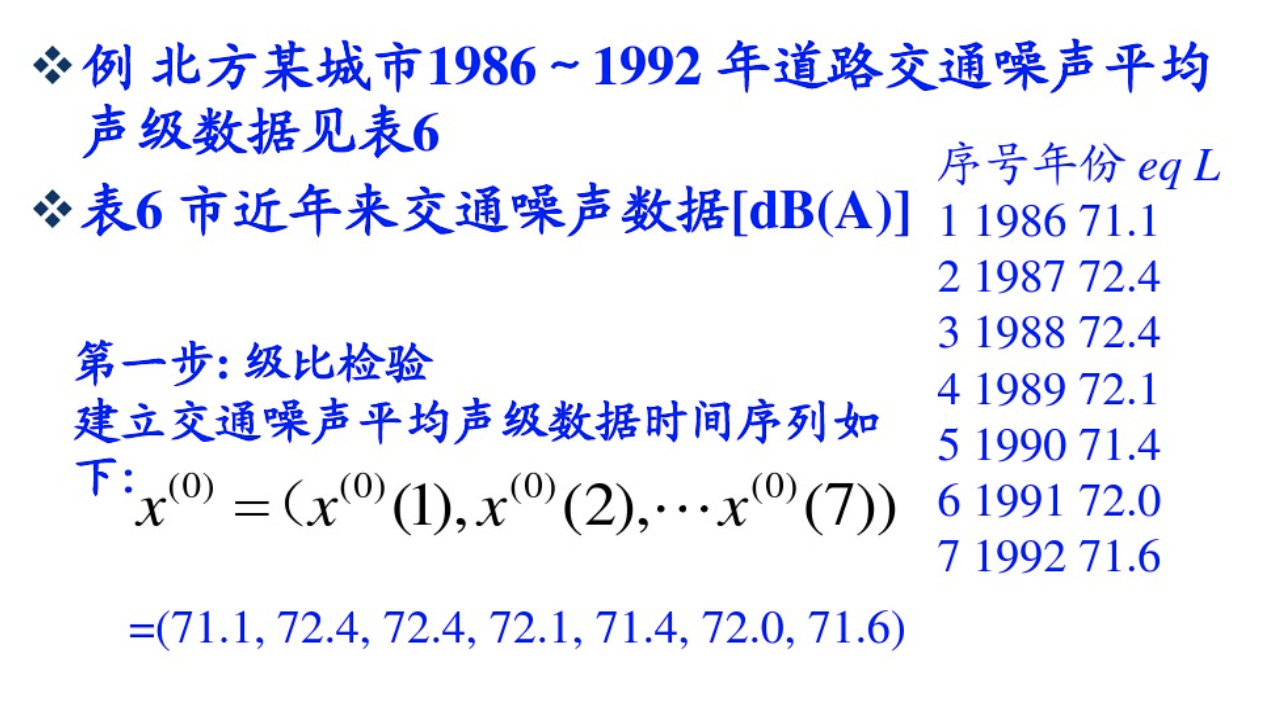 ❖例 北方某城市1986 ~ 1992 年道路交通噪声平均
声级数据见表6
❖表6 市近年来交通噪声数据[dB(A)]
第一步: 级比检验
建立交通噪声平均声级数据时间序列如
下:
x^(0) =(x^(0)(1), x^(0)(2),⋯x^(0)(7))
=(71.1, 72.4, 72.4, 72.1, 71.4, 72.0, 71.6)
序号年份 eq L
1 1986 71.1
2 1987 72.4
3 1988 72.4
4 1989 72.1
5 1990 71.4
6 1991 72.0
7 1992 71.6